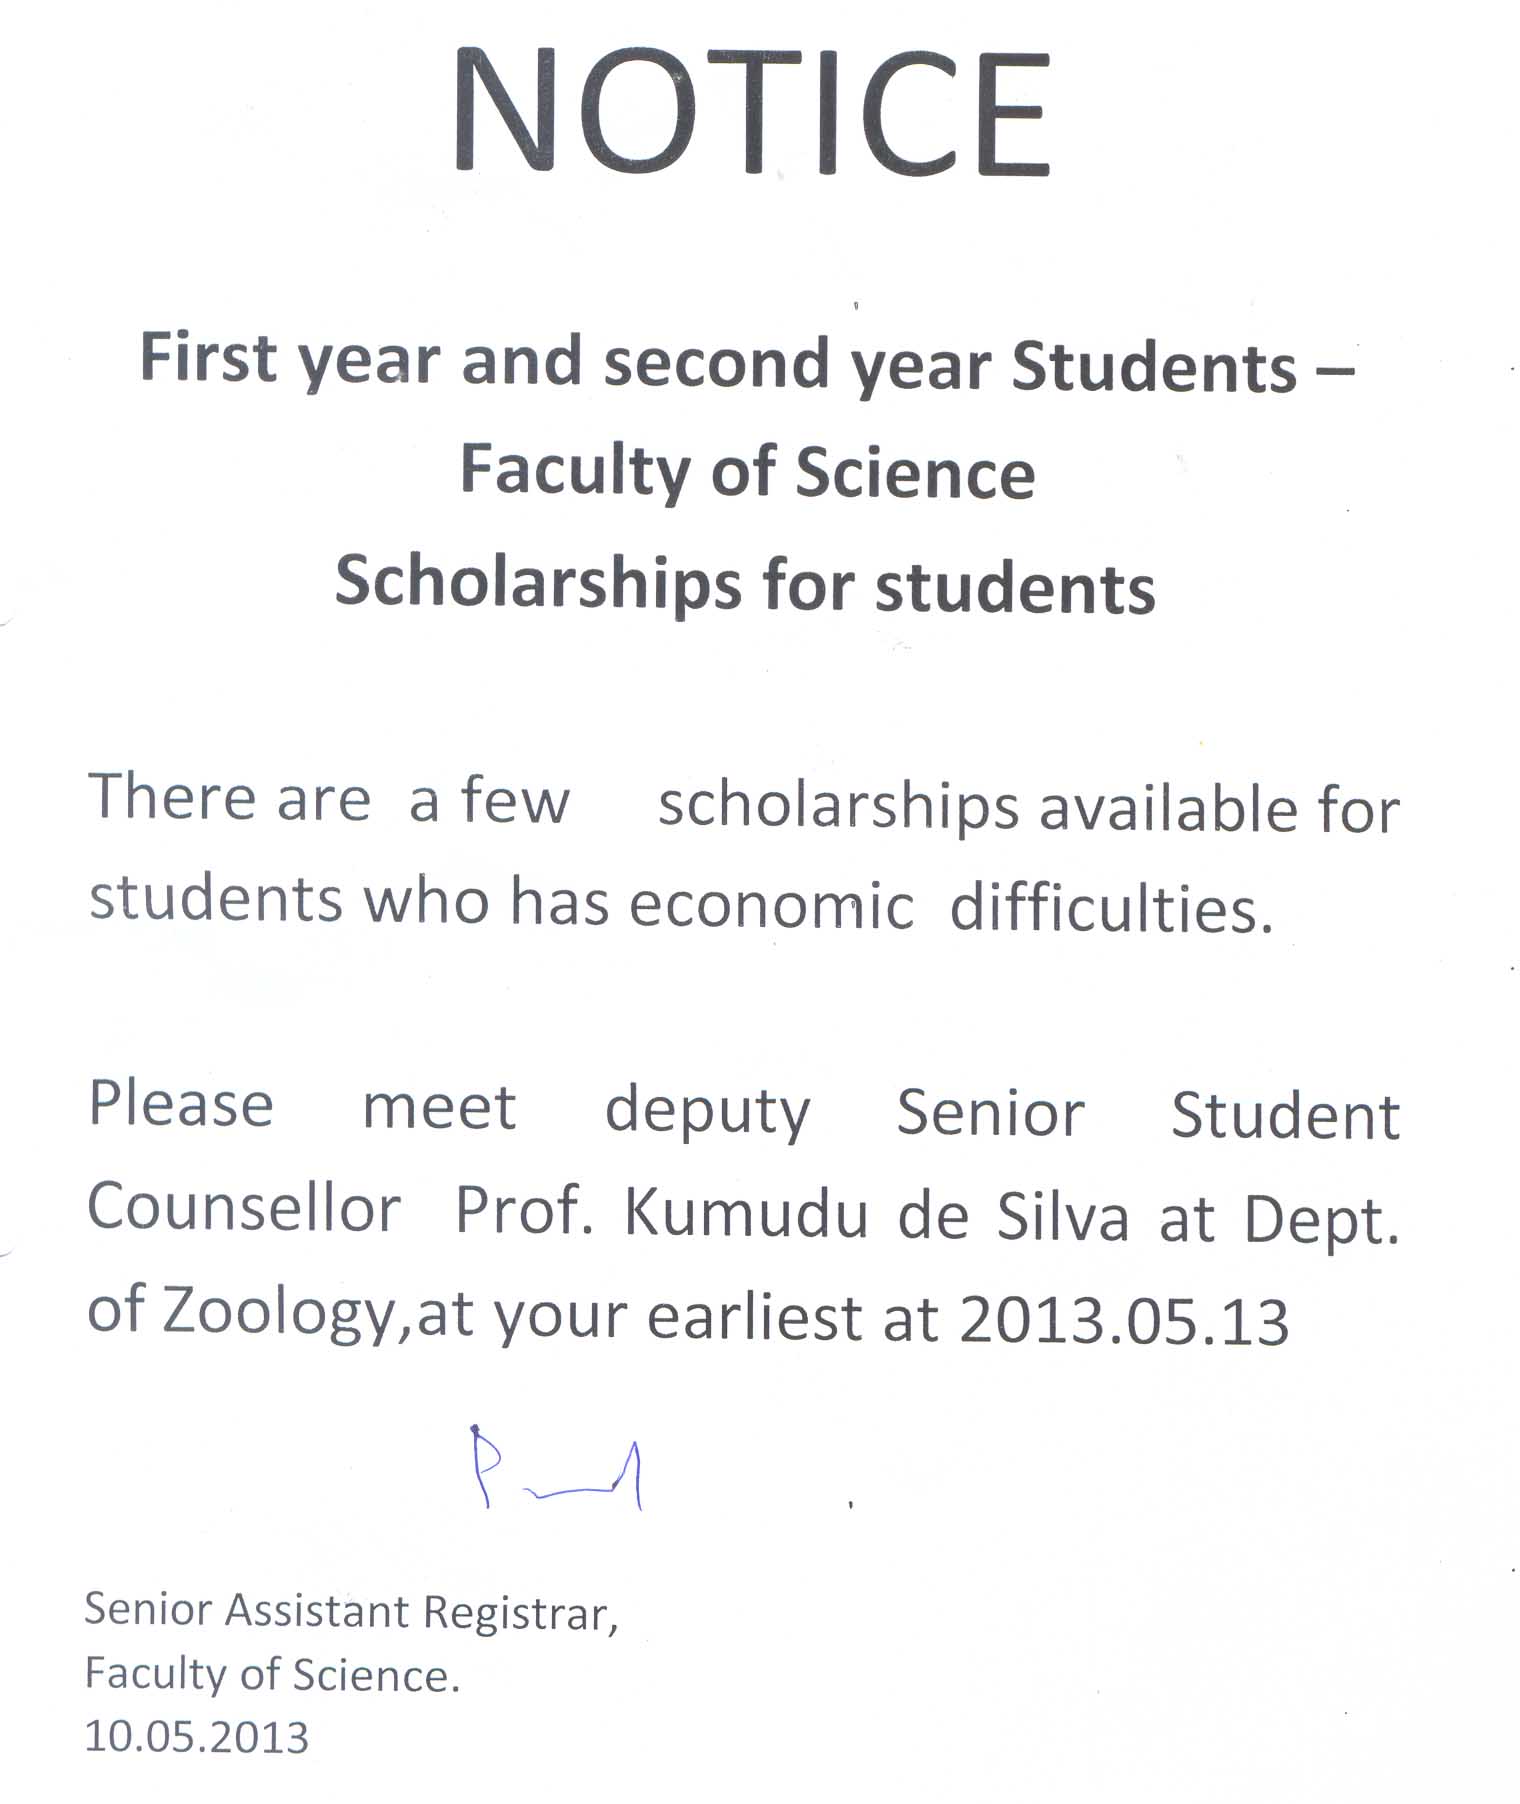 NOTICE
First year and second year Students –
Faculty of Science
Scholarships for students
There are a few scholarships available for
students who has economic difficulties.
Please meet deputy Senior Student
Counsellor Prof. Kumudu de Silva at Dept.
of Zoology,at your earliest at 2013.05.13
Senior Assistant Registrar,
Faculty of Science.
10.05.2013